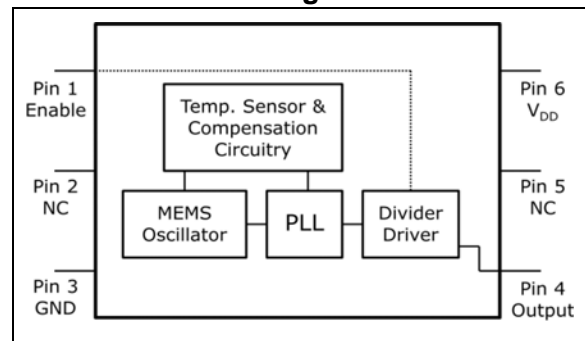 Pin 1
Enable
Pin 2
NC
Pin 3
GND
Temp. Sensor &
Compensation
Circuitry
MEMS
Oscillator
PLL
Divider
Driver
Pin 6
VDD
Pin 5
NC
Pin 4
Output